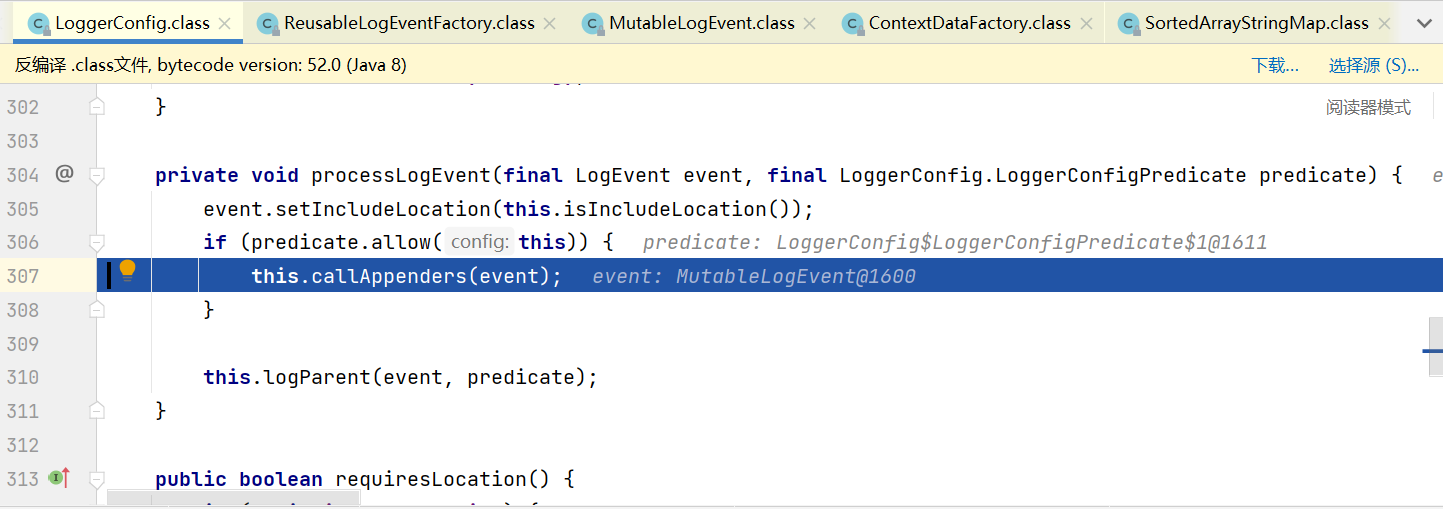 LoggerConfig.class ReusableLogEventFactory.class MutableLogEvent.class ContextDataFactory.class SortedArrayStringMap.class
反编译 .class文件, bytecode version: 52.0 (Java 8) 下载... 选择源 (S)...
302 }
阅读器模式
303
304 @ private void processLogEvent(final LogEvent event, final LoggerConfig.LoggerConfigPredicate predicate) { e
305 event.setIncludeLocation(this.isIncludeLocation());
306 if (predicate.allow( config: this)) { predicate: LoggerConfig$LoggerConfigPredicate$1@1611
307 this.callAppenders(event); event: MutableLogEvent@1600
308 }
309
310 this.logParent(event, predicate);
311 }
312
313 public boolean requiresLocation() {